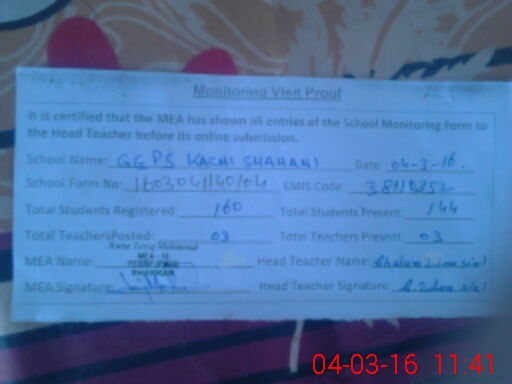 Monitoring Visit Proof
It is certified that the MEA has shown all entries of the School Monitoring Form to
the Head Teacher before its online submission.
School Name: GGPS KACHI SHAHANI Date: 04-3-16.
School Form No: 1603041140104 EMIS Code:
Total Students Registered: 160 Total Students Present: 144
Total TeachersPosted: 03 Total Teachers Present: 03
MEA - 10
MEA Name: Head Teacher Name:
BHAKKAR
MEA Signature: Head Teacher Signature:
04-03-16 11:41